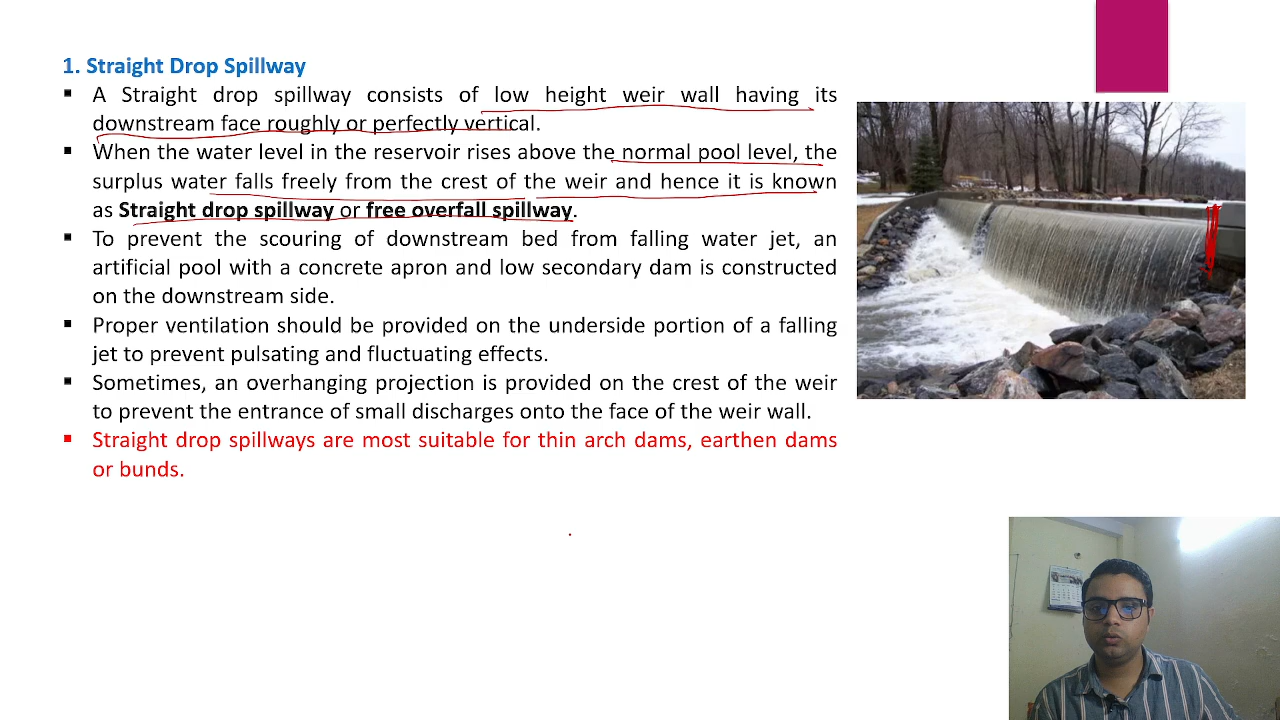 1. Straight Drop Spillway
▪ A Straight drop spillway consists of low height weir wall having its
downstream face roughly or perfectly vertical.
▪ When the water level in the reservoir rises above the normal pool level, the
surplus water falls freely from the crest of the weir and hence it is known
as Straight drop spillway or free overfall spillway.
▪ To prevent the scouring of downstream bed from falling water jet, an
artificial pool with a concrete apron and low secondary dam is constructed
on the downstream side.
▪ Proper ventilation should be provided on the underside portion of a falling
jet to prevent pulsating and fluctuating effects.
▪ Sometimes, an overhanging projection is provided on the crest of the weir
to prevent the entrance of small discharges onto the face of the weir wall.
▪ Straight drop spillways are most suitable for thin arch dams, earthen dams
or bunds.